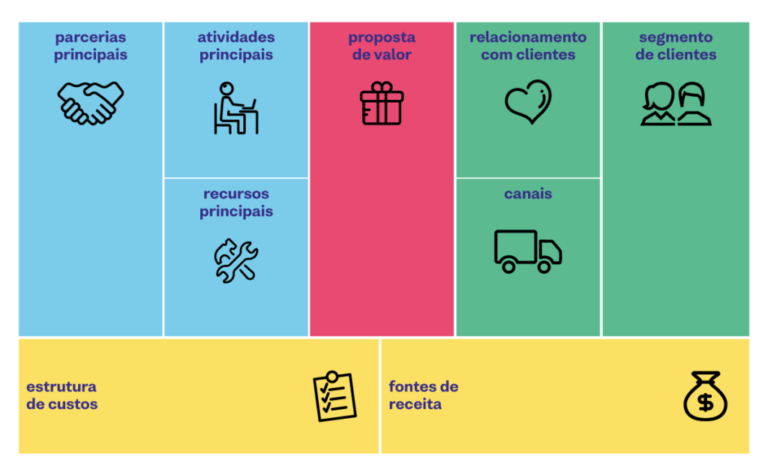 parcerias
principais
atividades
principais
proposta
de valor
relacionamento
com clientes
segmento
de clientes
recursos
principais
canais
estrutura
de custos
fontes de
receita
$